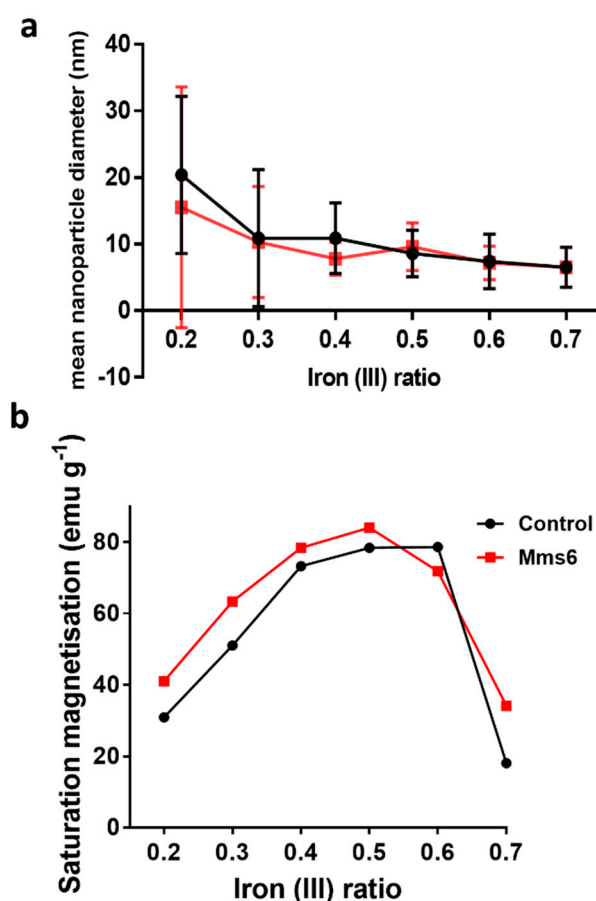 a
mean nanoparticle diameter (nm)
40
30
20
10
0
-10
0.2 0.3 0.4 0.5 0.6 0.7
Iron (III) ratio
b
Saturation magnetisation (emu g⁻¹)
80
60
40
20
0
Control
Mms6
0.2 0.3 0.4 0.5 0.6 0.7
Iron (III) ratio